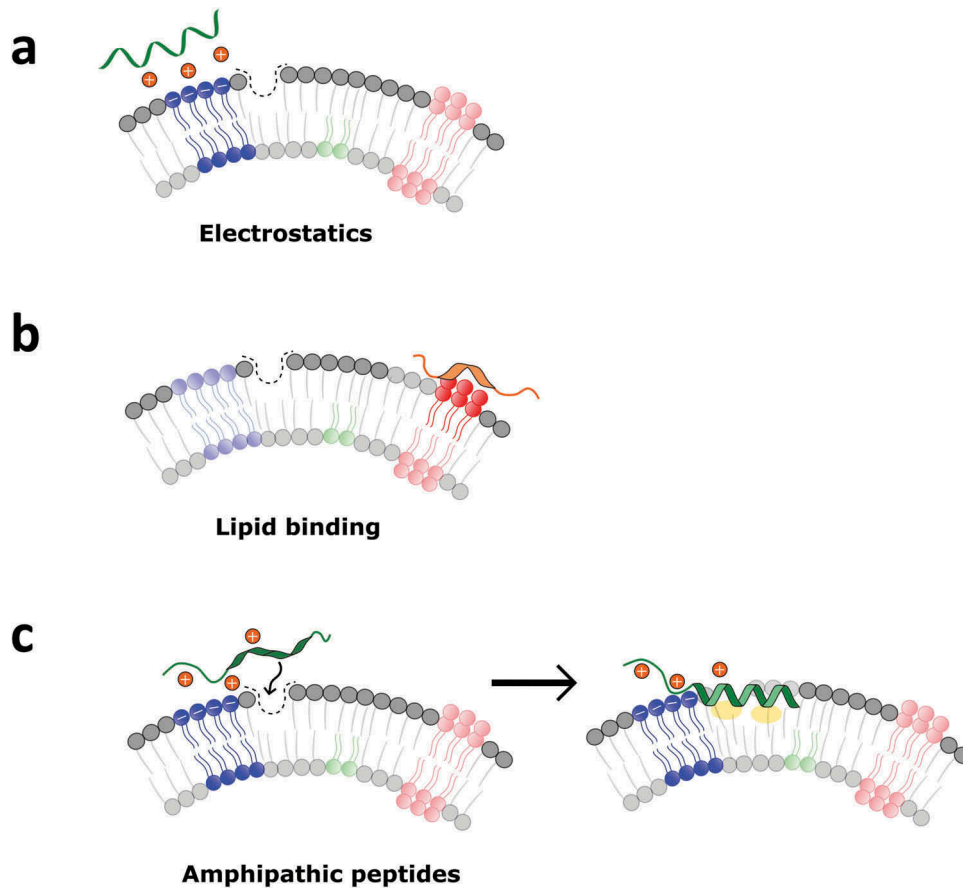 a
+ + +
− − − −
Electrostatics
b
Lipid binding
c
+ + +
− − − −
+ + +
− − − −
Amphipathic peptides